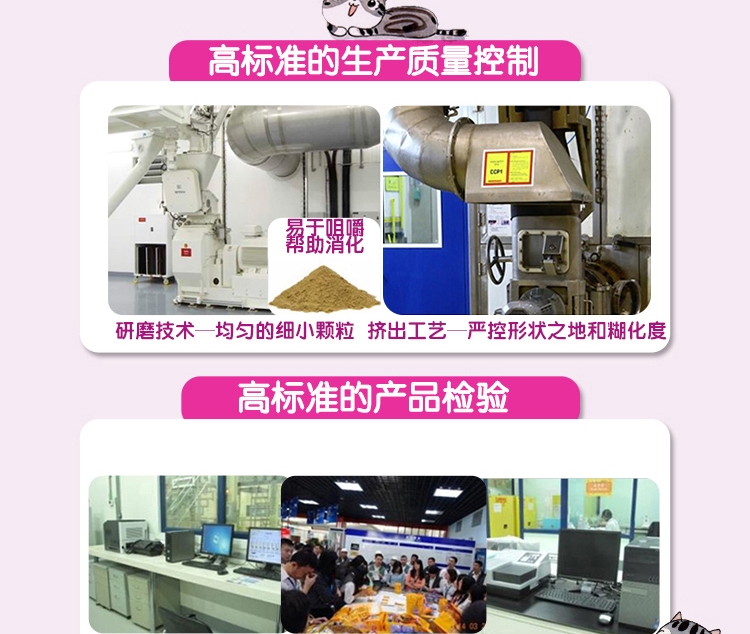 高标准的生产质量控制
CCP1
易于咀嚼
帮助消化
研磨技术—均匀的细小颗粒 挤出工艺—严控形状之地和糊化度
高标准的产品检验